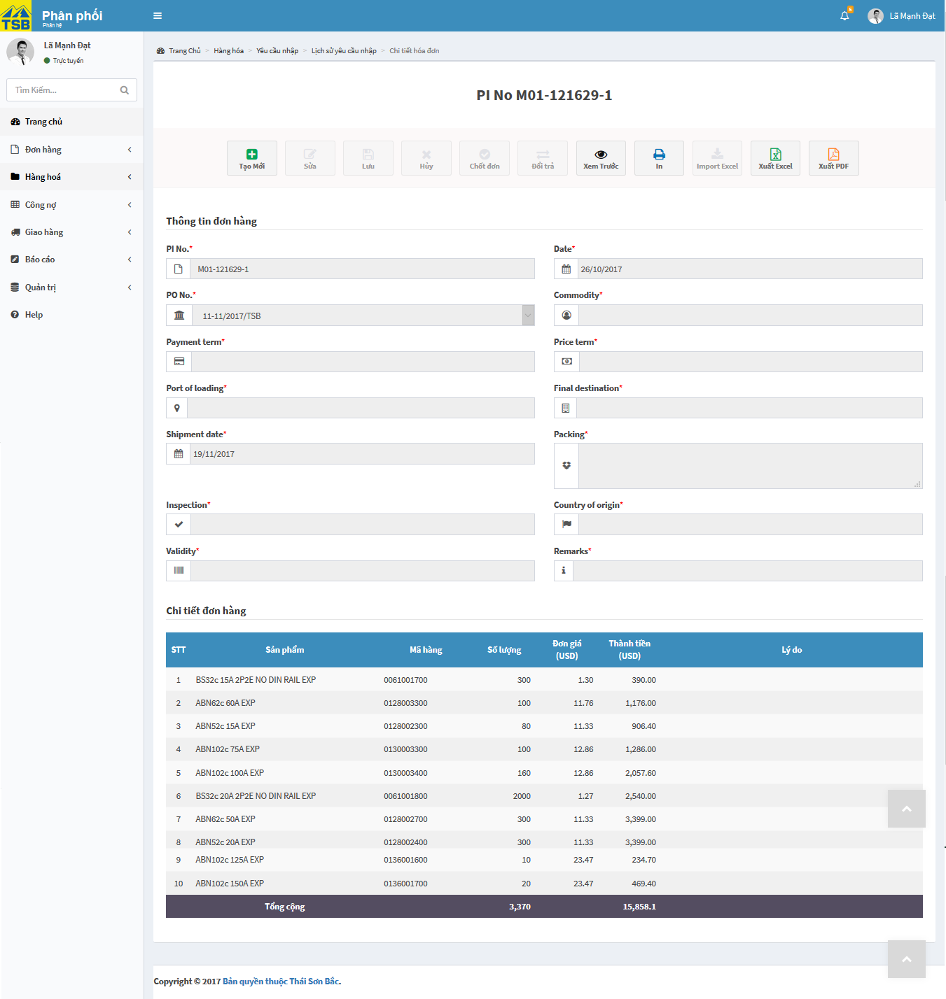 TSB
Phân phối
Phân hệ
5
Lã Mạnh Đạt
Lã Mạnh Đạt
Trực tuyến
Tìm Kiếm...
Trang chủ
Đơn hàng
Hàng hoá
Công nợ
Giao hàng
Báo cáo
Quản trị
Help
Trang Chủ > Hàng hóa > Yêu cầu nhập > Lịch sử yêu cầu nhập > Chi tiết hóa đơn
PI No M01-121629-1
Tạo Mới Sửa Lưu Hủy Chốt đơn Đổi trả Xem Trước In Import Excel Xuất Excel Xuất PDF
Thông tin đơn hàng
PI No.* Date*
M01-121629-1 26/10/2017
PO No.* Commodity*
11-11/2017/TSB
Payment term* Price term*
Port of loading* Final destination*
Shipment date* Packing*
19/11/2017
Inspection* Country of origin*
Validity* Remarks*
Chi tiết đơn hàng
STT Sản phẩm Mã hàng Số lượng Đơn giá (USD) Thành tiền (USD) Lý do
1 BS32c 15A 2P2E NO DIN RAIL EXP 0061001700 300 1.30 390.00
2 ABN62c 60A EXP 0128003300 100 11.76 1,176.00
3 ABN52c 15A EXP 0128002300 80 11.33 906.40
4 ABN102c 75A EXP 0130003300 100 12.86 1,286.00
5 ABN102c 100A EXP 0130003400 160 12.86 2,057.60
6 BS32c 20A 2P2E NO DIN RAIL EXP 0061001800 2000 1.27 2,540.00
7 ABN62c 50A EXP 0128002700 300 11.33 3,399.00
8 ABN52c 20A EXP 0128002400 300 11.33 3,399.00
9 ABN102c 125A EXP 0136001600 10 23.47 234.70
10 ABN102c 150A EXP 0136001700 20 23.47 469.40
Tổng cộng 3,370 15,858.1
Copyright © 2017 Bản quyền thuộc Thái Sơn Bắc.